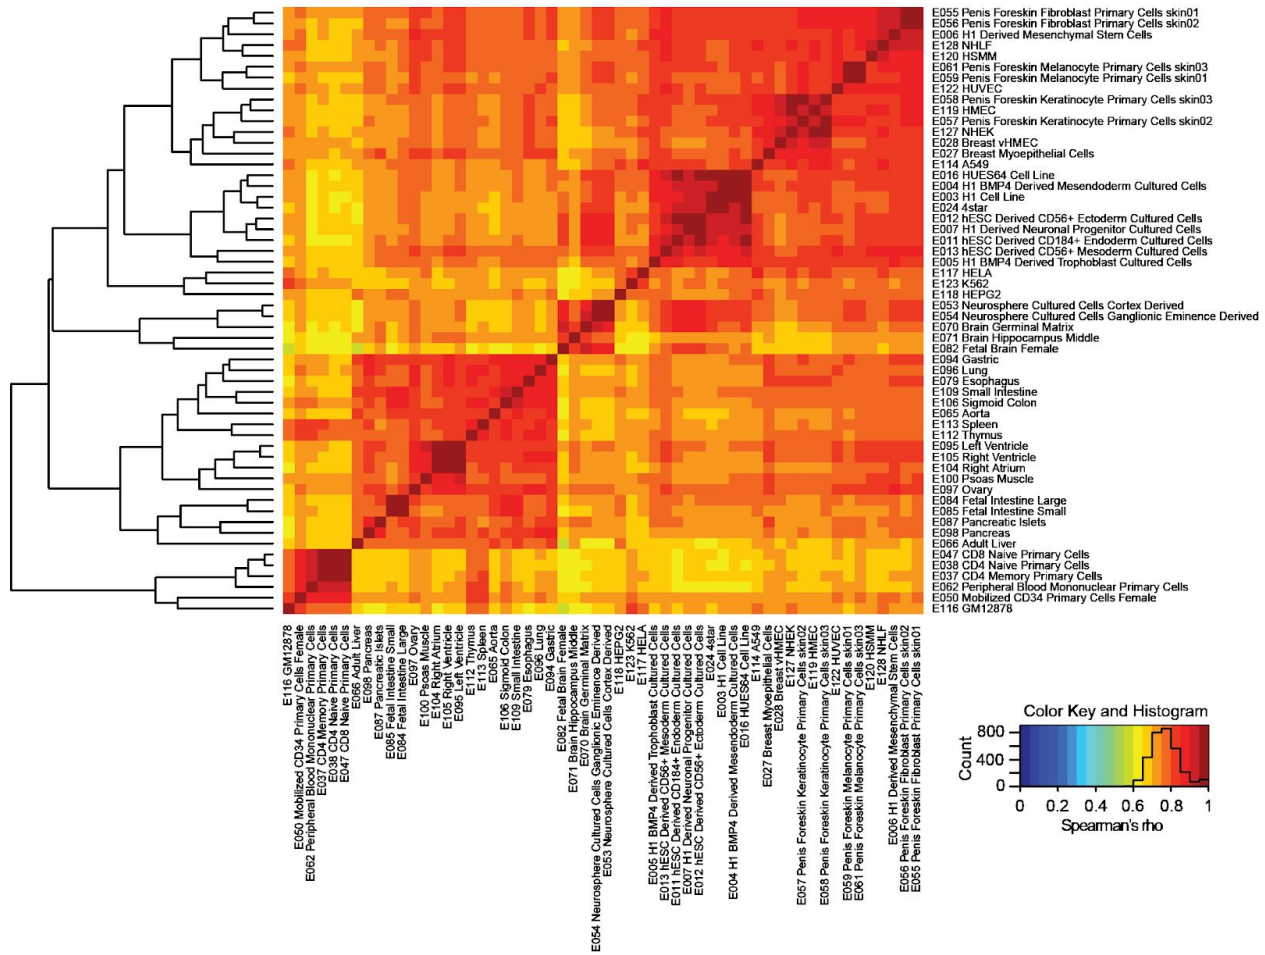 E055 Penis Foreskin Fibroblast Primary Cells skin01
E056 Penis Foreskin Fibroblast Primary Cells skin02
E006 H1 Derived Mesenchymal Stem Cells
E128 NHLF
E120 HSMM
E061 Penis Foreskin Melanocyte Primary Cells skin03
E059 Penis Foreskin Melanocyte Primary Cells skin01
E122 HUVEC
E058 Penis Foreskin Keratinocyte Primary Cells skin03
E119 HMEC
E057 Penis Foreskin Keratinocyte Primary Cells skin02
E127 NHEK
E028 Breast vHMEC
E027 Breast Myoepithelial Cells
E114 A549
E016 HUES64 Cell Line
E004 H1 BMP4 Derived Mesendoderm Cultured Cells
E003 H1 Cell Line
E024 4star
E012 hESC Derived CD56+ Ectoderm Cultured Cells
E007 H1 Derived Neuronal Progenitor Cultured Cells
E011 hESC Derived CD184+ Endoderm Cultured Cells
E013 hESC Derived CD56+ Mesoderm Cultured Cells
E005 H1 BMP4 Derived Trophoblast Cultured Cells
E117 HELA
E123 K562
E118 HEPG2
E053 Neurosphere Cultured Cells Cortex Derived
E054 Neurosphere Cultured Cells Ganglionic Eminence Derived
E070 Brain Germinal Matrix
E071 Brain Hippocampus Middle
E082 Fetal Brain Female
E094 Gastric
E096 Lung
E079 Esophagus
E109 Small Intestine
E106 Sigmoid Colon
E065 Aorta
E113 Spleen
E112 Thymus
E095 Left Ventricle
E105 Right Ventricle
E104 Right Atrium
E100 Psoas Muscle
E097 Ovary
E084 Fetal Intestine Large
E085 Fetal Intestine Small
E087 Pancreatic Islets
E098 Pancreas
E066 Adult Liver
E047 CD8 Naive Primary Cells
E038 CD4 Naive Primary Cells
E037 CD4 Memory Primary Cells
E062 Peripheral Blood Mononuclear Primary Cells
E050 Mobilized CD34 Primary Cells Female
E116 GM12878
E116 GM12878
E050 Mobilized CD34 Primary Cells Female
E062 Peripheral Blood Mononuclear Primary Cells
E037 CD4 Memory Primary Cells
E038 CD4 Naive Primary Cells
E047 CD8 Naive Primary Cells
E066 Adult Liver
E098 Pancreas
E087 Pancreatic Islets
E085 Fetal Intestine Small
E084 Fetal Intestine Large
E097 Ovary
E100 Psoas Muscle
E104 Right Atrium
E105 Right Ventricle
E095 Left Ventricle
E112 Thymus
E113 Spleen
E065 Aorta
E106 Sigmoid Colon
E109 Small Intestine
E079 Esophagus
E096 Lung
E094 Gastric
E082 Fetal Brain Female
E071 Brain Hippocampus Middle
E070 Brain Germinal Matrix
E054 Neurosphere Cultured Cells Ganglionic Eminence Derived
E053 Neurosphere Cultured Cells Cortex Derived
E118 HEPG2
E123 K562
E117 HELA
E005 H1 BMP4 Derived Trophoblast Cultured Cells
E013 hESC Derived CD56+ Mesoderm Cultured Cells
E011 hESC Derived CD184+ Endoderm Cultured Cells
E007 H1 Derived Neuronal Progenitor Cultured Cells
E012 hESC Derived CD56+ Ectoderm Cultured Cells
E024 4star
E003 H1 Cell Line
E004 H1 BMP4 Derived Mesendoderm Cultured Cells
E016 HUES64 Cell Line
E114 A549
E027 Breast Myoepithelial Cells
E028 Breast vHMEC
E127 NHEK
E057 Penis Foreskin Keratinocyte Primary Cells skin02
E119 HMEC
E058 Penis Foreskin Keratinocyte Primary Cells skin03
E122 HUVEC
E059 Penis Foreskin Melanocyte Primary Cells skin01
E061 Penis Foreskin Melanocyte Primary Cells skin03
E120 HSMM
E128 NHLF
E006 H1 Derived Mesenchymal Stem Cells
E056 Penis Foreskin Fibroblast Primary Cells skin02
E055 Penis Foreskin Fibroblast Primary Cells skin01
Color Key and Histogram
Count
800
400
0
0 0.2 0.4 0.6 0.8 1
Spearman's rho